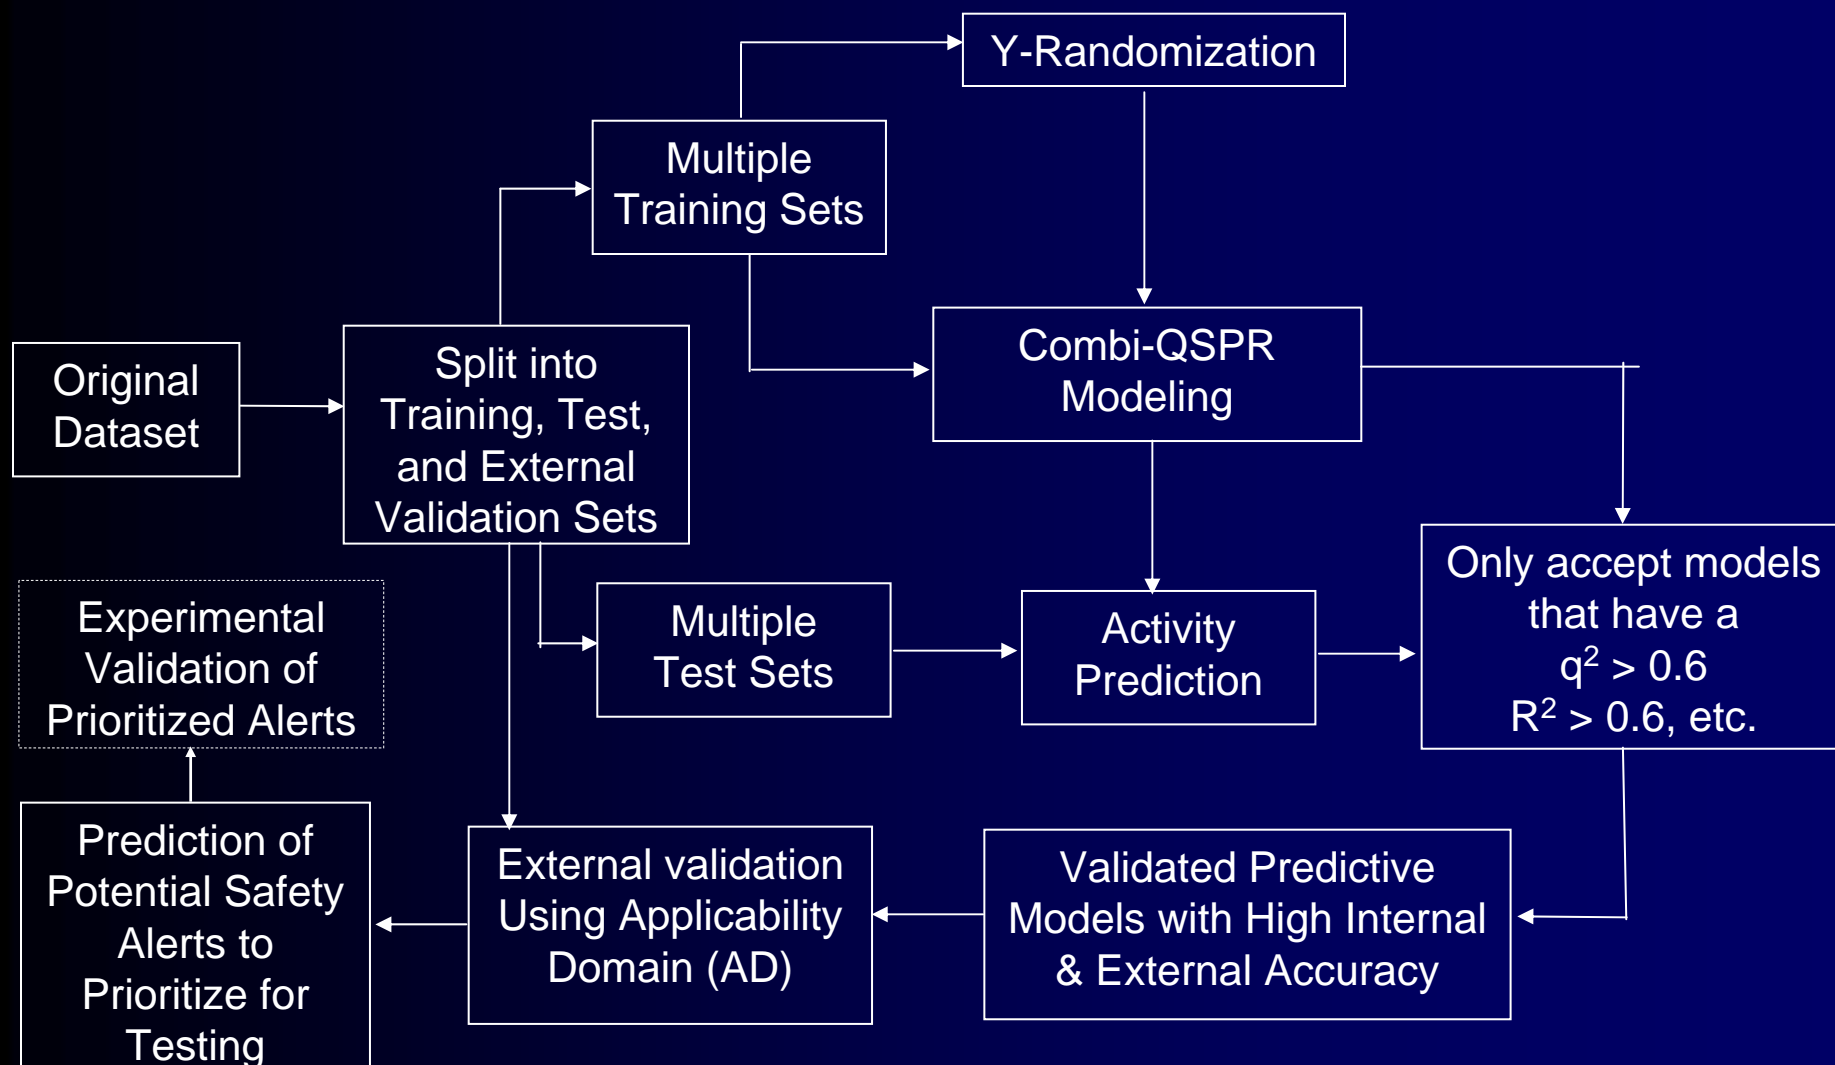 Y-Randomization
Multiple
Training Sets
Original
Dataset
Split into
Training, Test,
and External
Validation Sets
Combi-QSPR
Modeling
Experimental
Validation of
Prioritized Alerts
Multiple
Test Sets
Activity
Prediction
Only accept models
that have a
q² > 0.6
R² > 0.6, etc.
Prediction of
Potential Safety
Alerts to
Prioritize for
Testing
External validation
Using Applicability
Domain (AD)
Validated Predictive
Models with High Internal
& External Accuracy